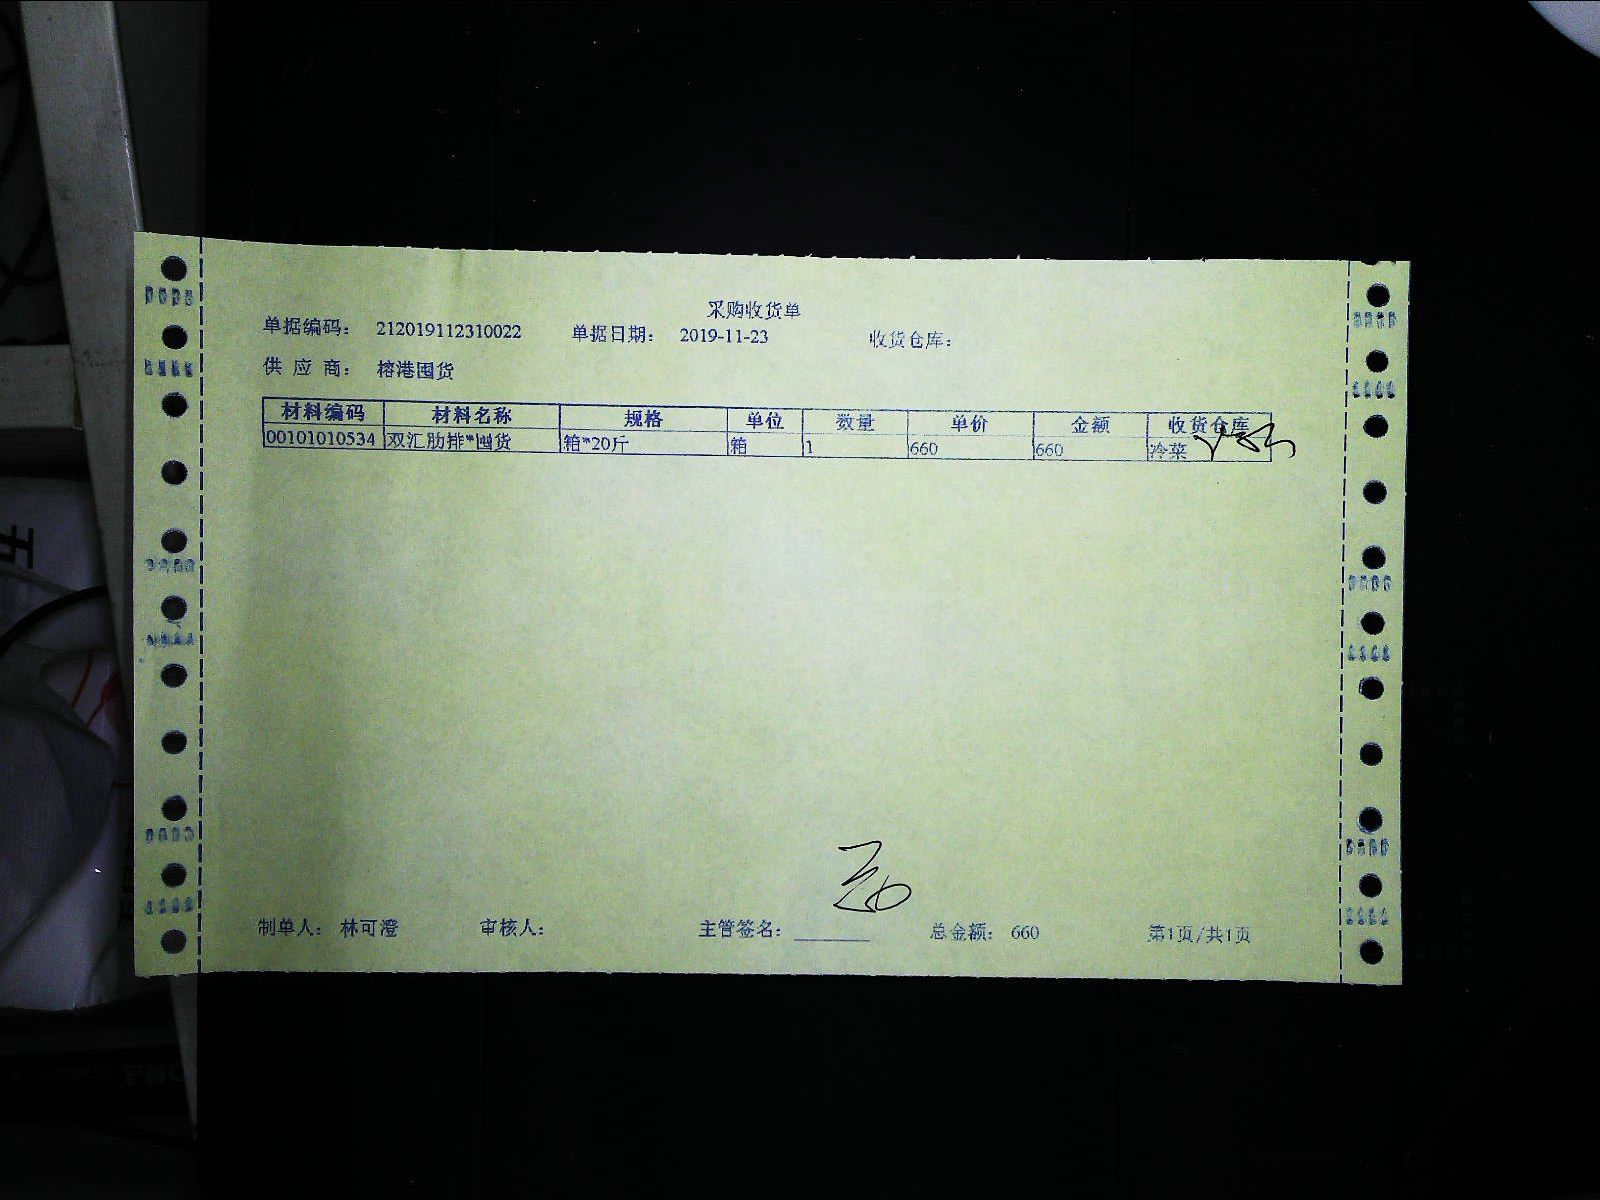 采购收货单
单据编码： 212019112310022 单据日期： 2019-11-23 收货仓库：
供 应 商： 榕港囤货
材料编码 材料名称 规格 单位 数量 单价 金额 收货仓库
00101010534 双汇肋排*囤货 箱*20斤 箱 1 660 660 冷菜
制单人： 林可澄 审核人： 主管签名： 总金额： 660 第1页/共1页